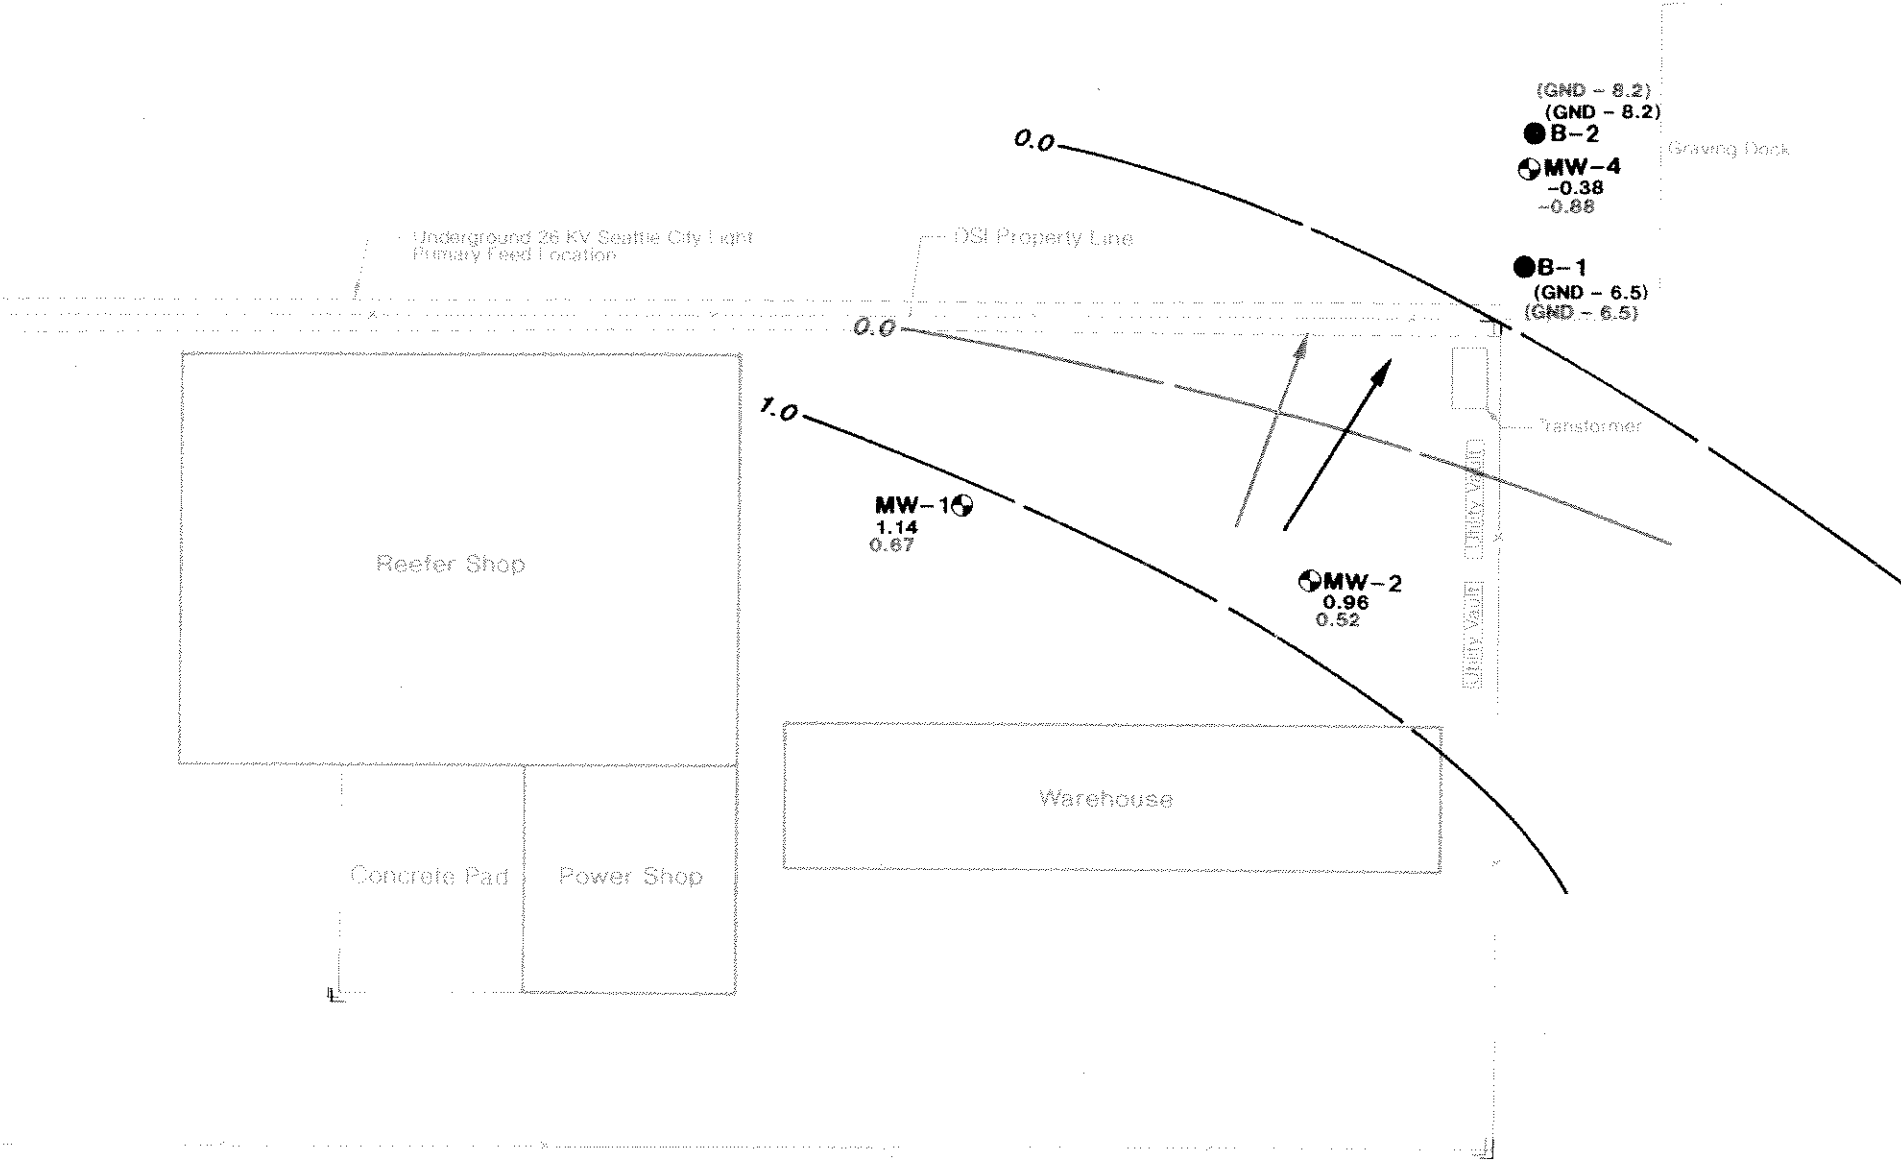 (GND - 8.2)
(GND - 8.2)
B-2
Graving Dock
MW-4
-0.38
-0.88
0.0
Underground 26 KV Seattle City Light
Primary Feed Location
DSI Property Line
B-1
(GND - 6.5)
(GND - 6.5)
0.0
1.0
Transformer
MW-1
1.14
0.67
Utility Vault
Reefer Shop
MW-2
0.96
0.52
Utility Vault
Warehouse
Concrete Pad
Power Shop